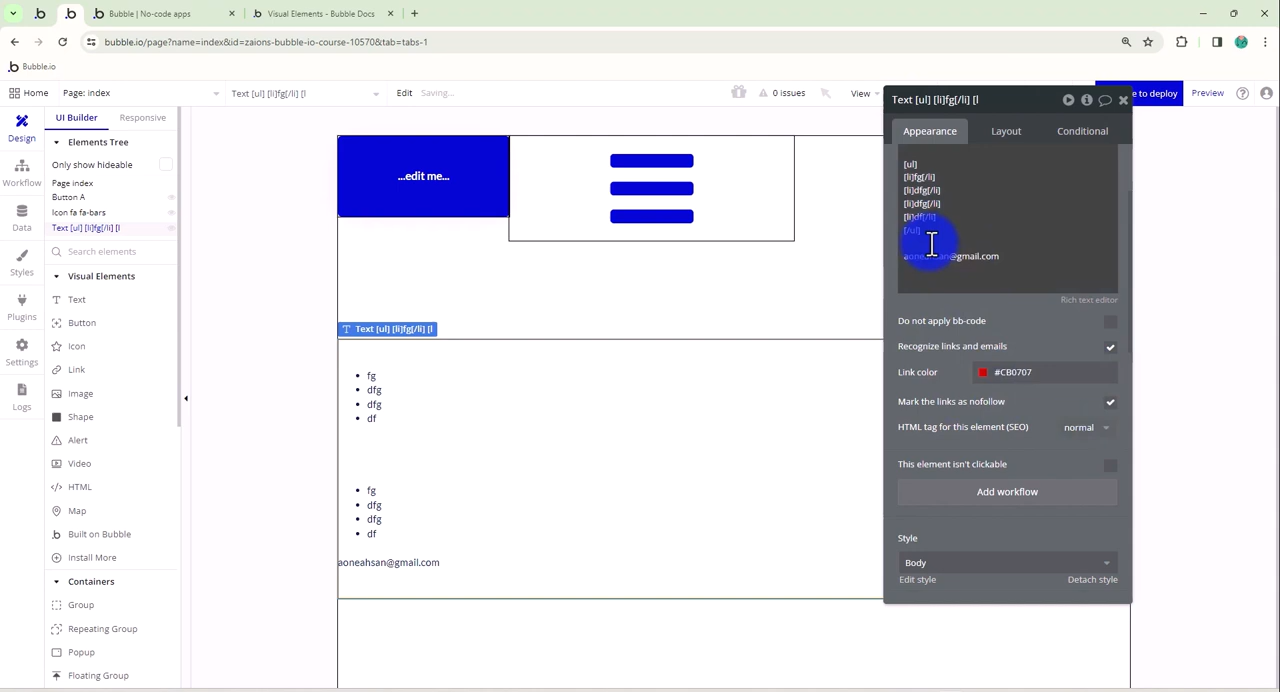 Bubble | No-code apps
Visual Elements - Bubble Docs
bubble.io/page?name=index&id=zaions-bubble-io-course-10570&tab=tabs-1
Bubble.io
Home
Page: index
Text [ul] [li]fg[/li] [l
Edit
Saving...
0 issues
View
e to deploy
Preview
Design
Workflow
Data
Styles
Plugins
Settings
Logs
UI Builder
Responsive
Elements Tree
Only show hideable
Page index
Button A
Icon fa fa-bars
Text [ul] [li]fg[/li] [l
Search elements
Visual Elements
Text
Button
Icon
Link
Image
Shape
Alert
Video
HTML
Map
Built on Bubble
Install More
Containers
Group
Repeating Group
Popup
Floating Group
...edit me...
Text [ul] [li]fg[/li] [l
fg
dfg
dfg
df
fg
dfg
dfg
df
aoneahsan@gmail.com
Text [ul] [li]fg[/li] [l
Appearance
Layout
Conditional
[ul]
[li]fg[/li]
[li]dfg[/li]
[li]dfg[/li]
[li]df[/li]
[/ul]
aoneahsan@gmail.com
Rich text editor
Do not apply bb-code
Recognize links and emails
Link color
#CB0707
Mark the links as nofollow
HTML tag for this element (SEO)
normal
This element isn't clickable
Add workflow
Style
Body
Edit style
Detach style